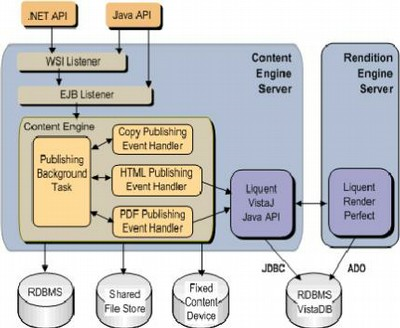 .NET API
Java API
WSI Listener
EJB Listener
Content
Engine
Server
Rendition
Engine
Server
Content Engine
Publishing
Background
Task
Copy Publishing
Event Handler
HTML Publishing
Event Handler
PDF Publishing
Event Handler
Liquent
VistaJ
Java API
Liquent
Render
Perfect
JDBC
ADO
RDBMS
Shared
File Store
Fixed
Content
Device
RDBMS
VistaDB